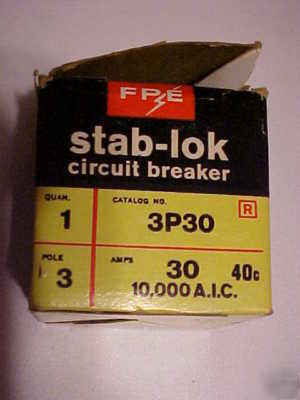 FPE
stab-lok
circuit breaker
QUAN. CATALOG NO.
1 3P30 R
POLE AMPS
3 30 40c
10,000 A.I.C.